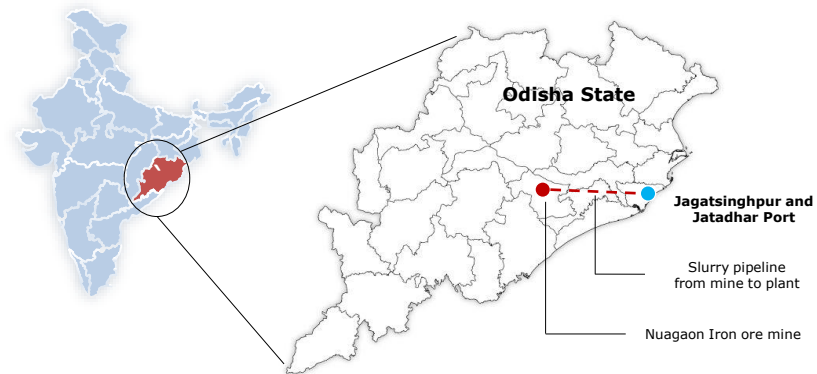 Odisha State
Jagatsinghpur and
Jatadhar Port
Slurry pipeline
from mine to plant
Nuagaon Iron ore mine